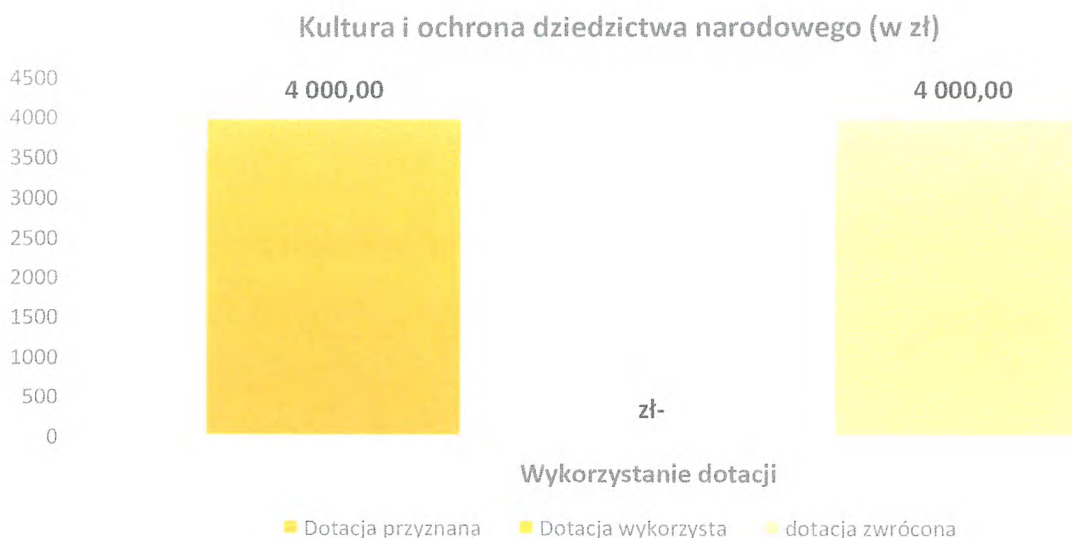 Kultura i ochrona dziedzictwa narodowego (w zł)
4500
4000
3500
3000
2500
2000
1500
1000
500
0
4 000,00
zł-
4 000,00
Wykorzystanie dotacji
Dotacja przyznana
Dotacja wykorzysta
dotacja zwrócona